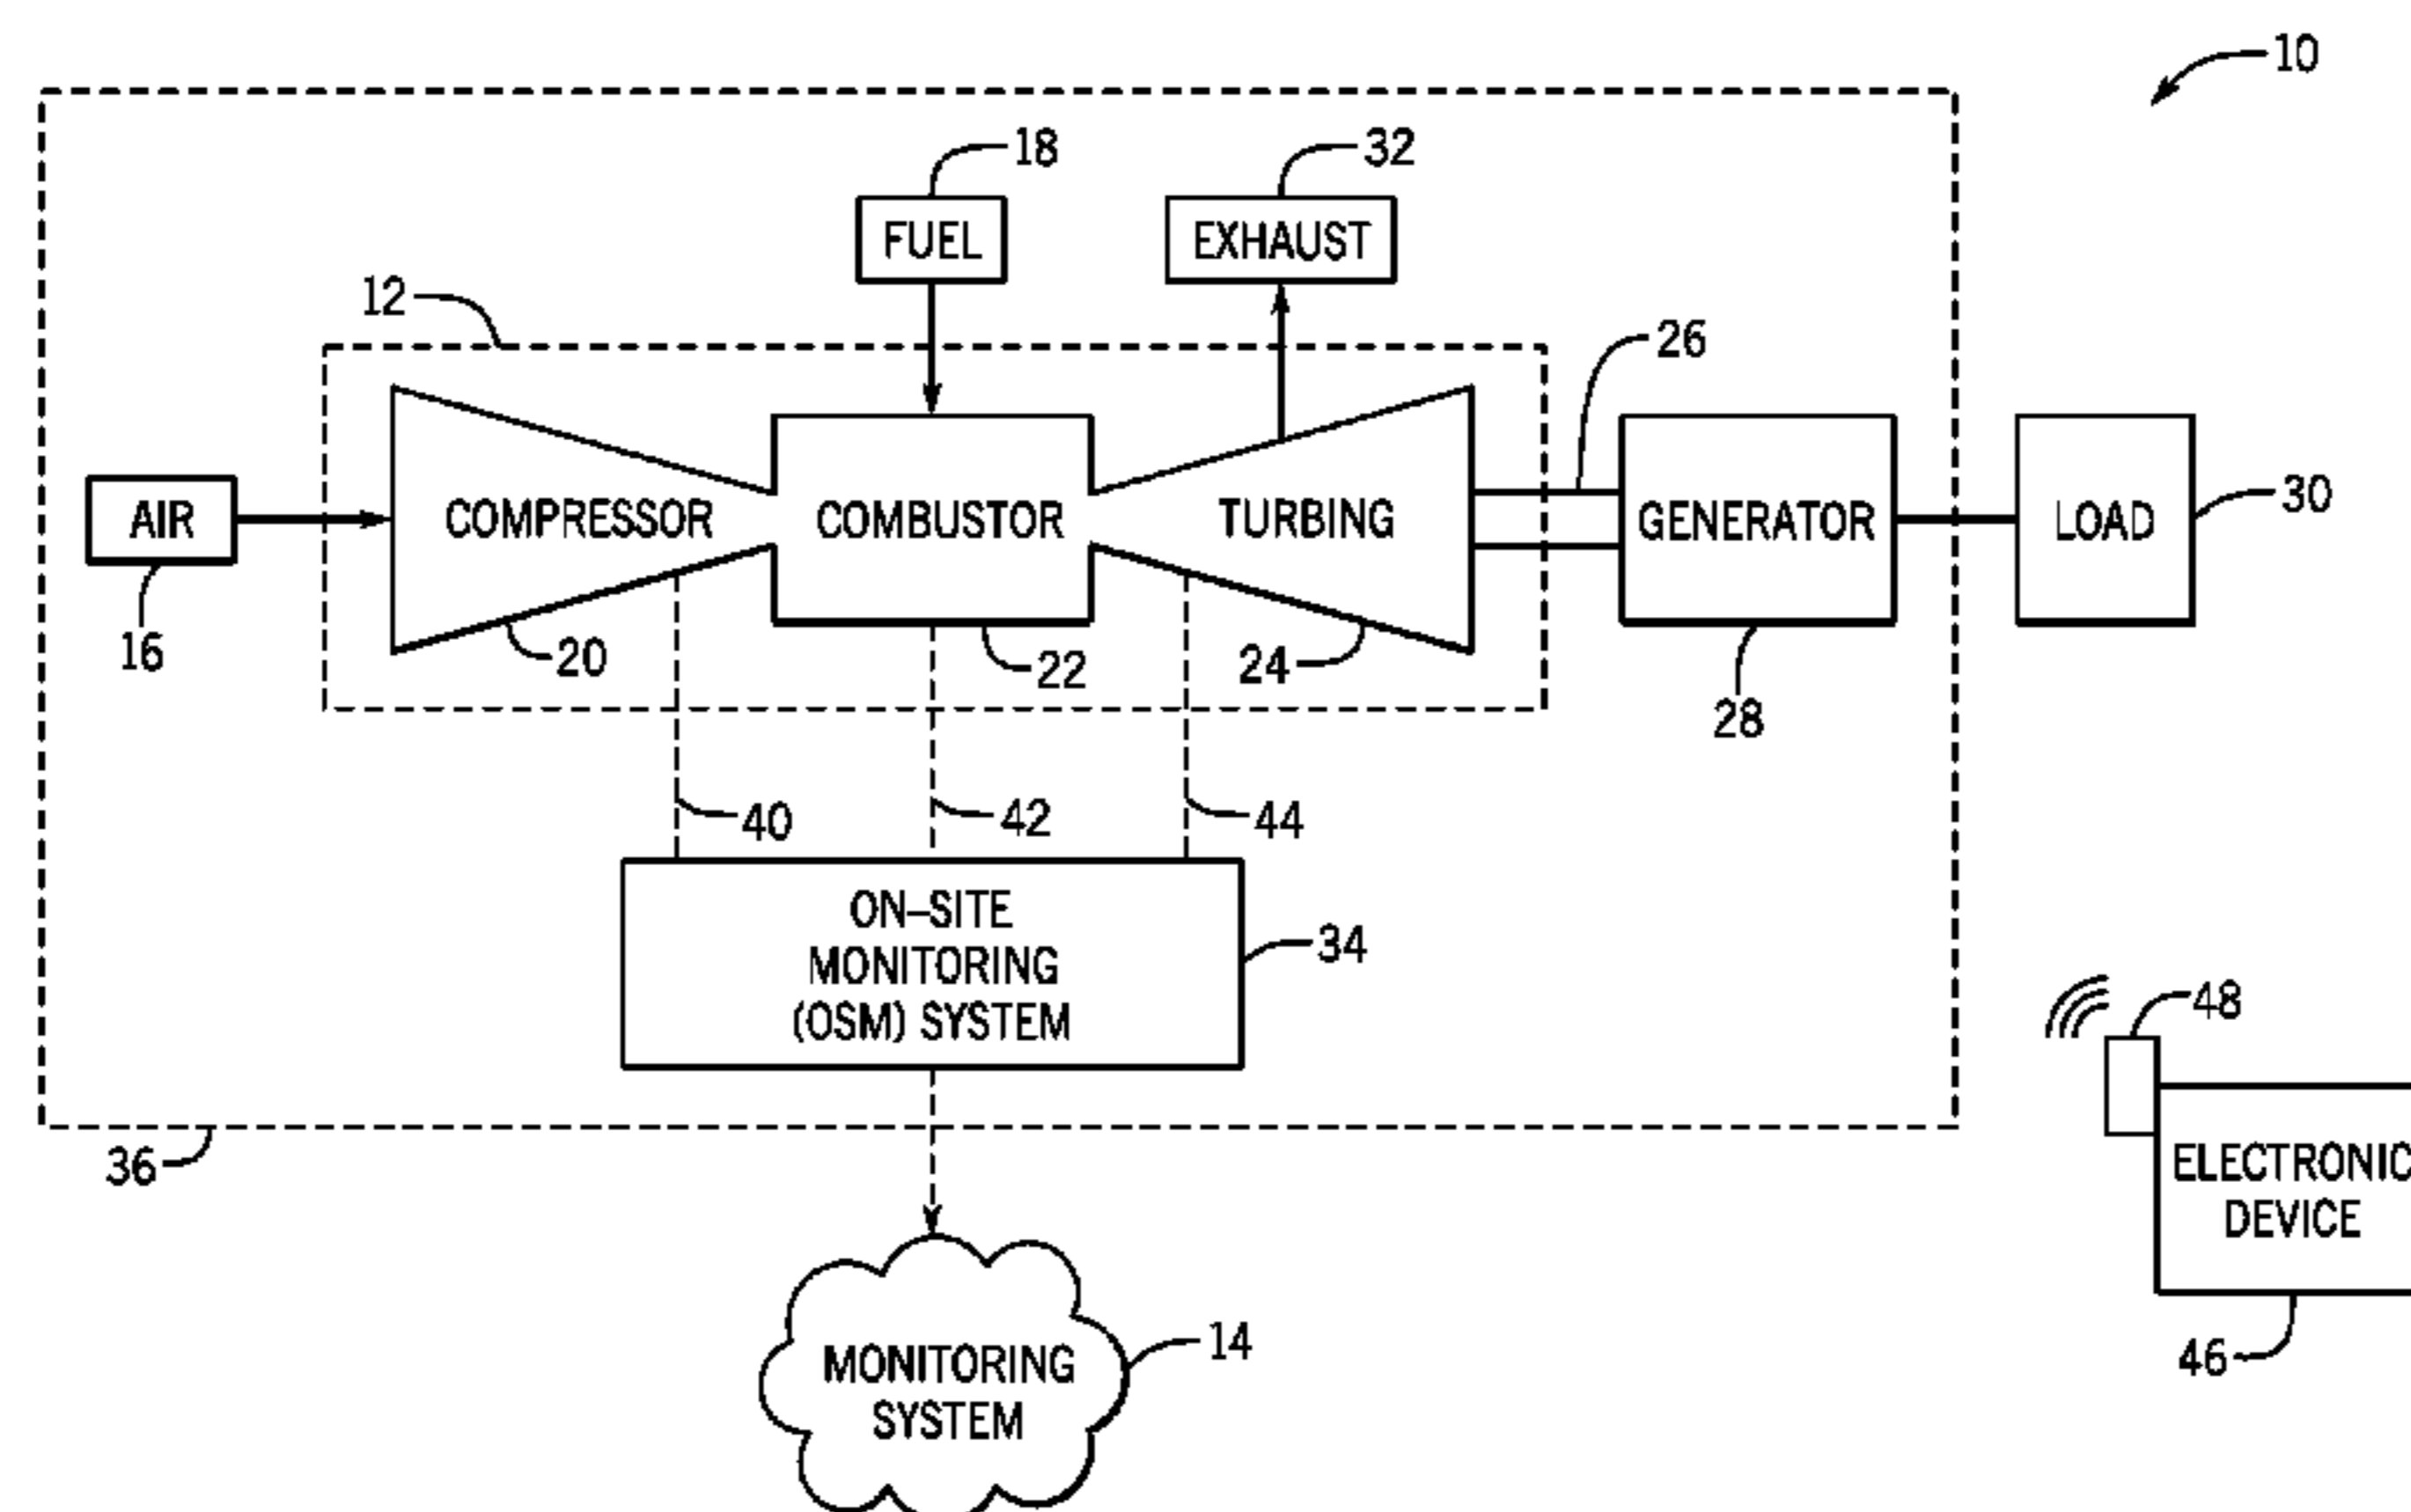 10
18
32
FUEL
EXHAUST
12
26
AIR
COMPRESSOR
COMBUSTOR
TURBING
GENERATOR
LOAD
30
16
20
22
24
28
40
42
44
ON–SITE
MONITORING
(OSM) SYSTEM
34
48
36
ELECTRONIC
DEVICE
14
46
MONITORING
SYSTEM